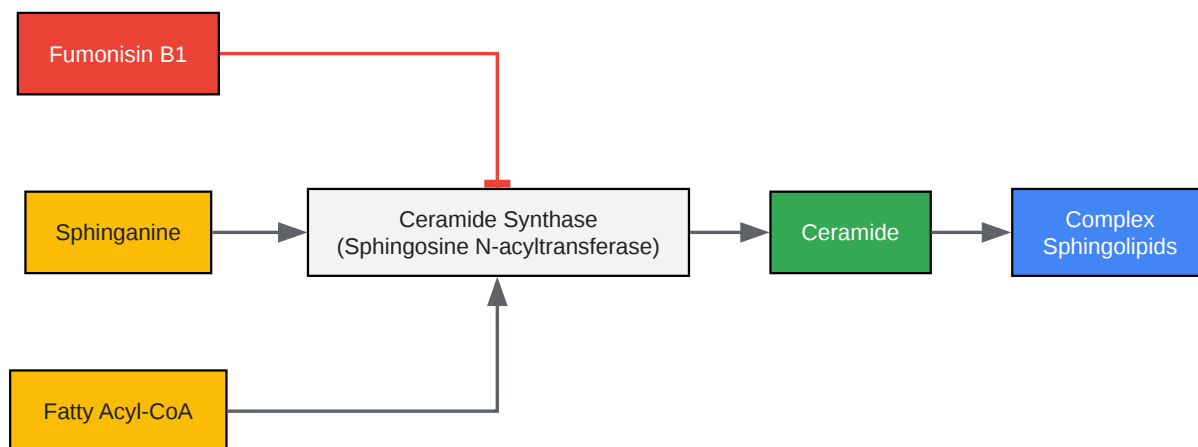 Fumonisin B1
Sphinganine
Ceramide Synthase
(Sphingosine N-acyltransferase)
Ceramide
Complex
Sphingolipids
Fatty Acyl-CoA